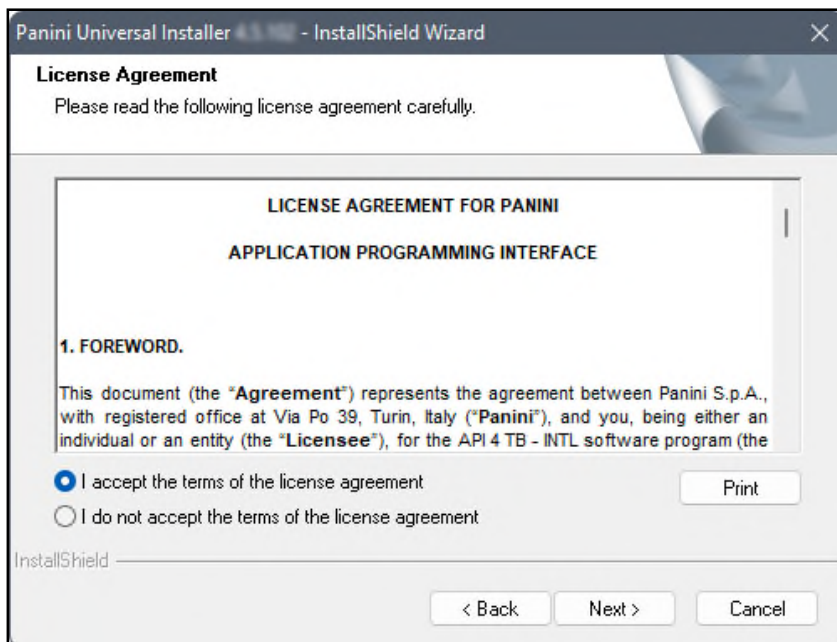 Panini Universal Installer - InstallShield Wizard
License Agreement
Please read the following license agreement carefully.
LICENSE AGREEMENT FOR PANINI
APPLICATION PROGRAMMING INTERFACE
1. FOREWORD.
This document (the “Agreement”) represents the agreement between Panini S.p.A.,
with registered office at Via Po 39, Turin, Italy (“Panini”), and you, being either an
individual or an entity (the “Licensee”), for the API 4 TB - INTL software program (the
I accept the terms of the license agreement
Print
I do not accept the terms of the license agreement
InstallShield
< Back
Next >
Cancel